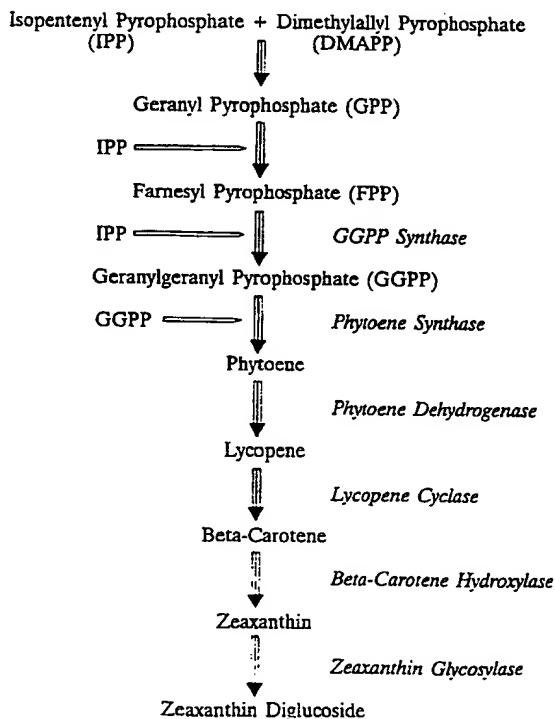 Isopentenyl Pyrophosphate + Dimethylallyl Pyrophosphate
(IPP) (DMAPP)
Geranyl Pyrophosphate (GPP)
IPP
Farnesyl Pyrophosphate (FPP)
IPP GGPP Synthase
Geranylgeranyl Pyrophosphate (GGPP)
GGPP Phytoene Synthase
Phytoene
Phytoene Dehydrogenase
Lycopene
Lycopene Cyclase
Beta-Carotene
Beta-Carotene Hydroxylase
Zeaxanthin
Zeaxanthin Glycosylase
Zeaxanthin Diglucoside